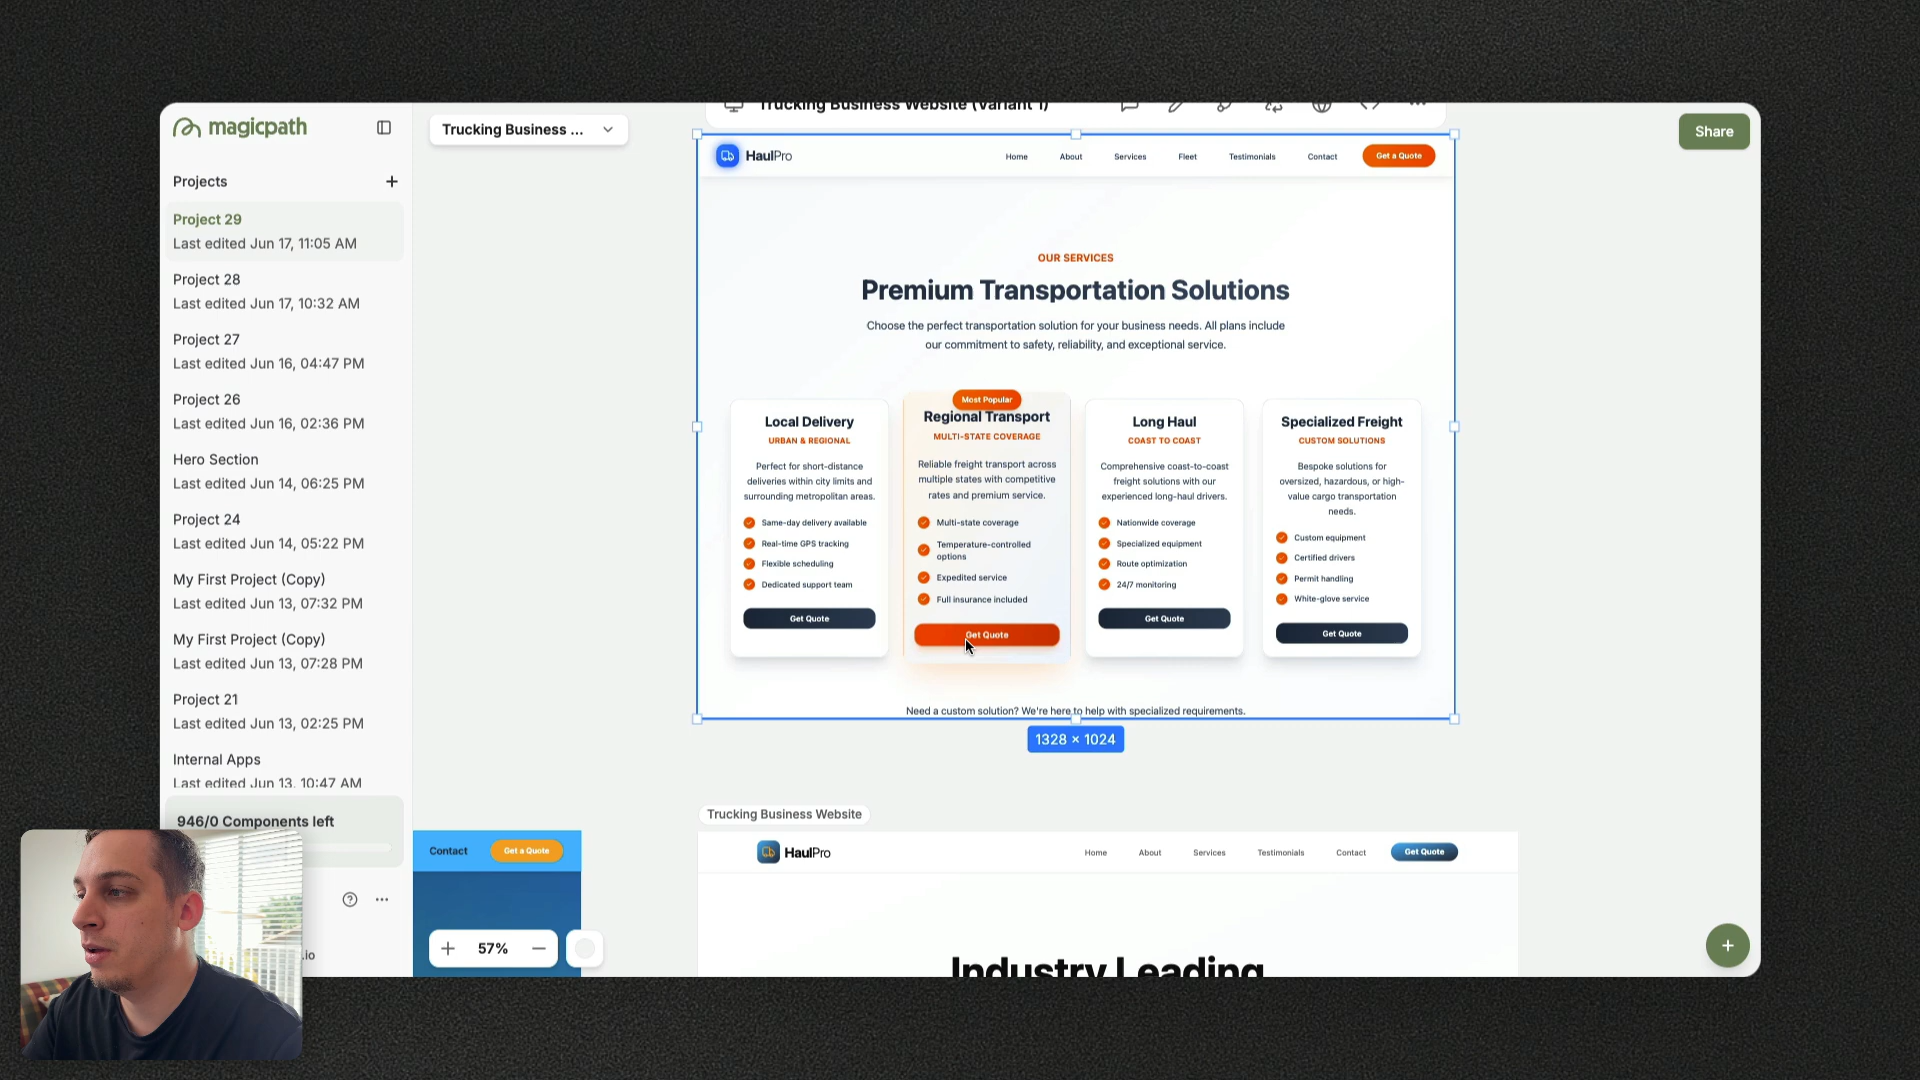 magicpath
Projects
Project 29
Last edited Jun 17, 11:05 AM
Project 28
Last edited Jun 17, 10:32 AM
Project 27
Last edited Jun 16, 04:47 PM
Project 26
Last edited Jun 16, 02:36 PM
Hero Section
Last edited Jun 14, 06:25 PM
Project 24
Last edited Jun 14, 05:22 PM
My First Project (Copy)
Last edited Jun 13, 07:32 PM
My First Project (Copy)
Last edited Jun 13, 07:28 PM
Project 21
Last edited Jun 13, 02:25 PM
Internal Apps
Last edited Jun 13, 10:47 AM
946/0 Components left
.io
Trucking Business ...
Trucking Business Website (Variant 1)
Share
HaulPro
Home About Services Fleet Testimonials Contact Get a Quote
OUR SERVICES
Premium Transportation Solutions
Choose the perfect transportation solution for your business needs. All plans include
our commitment to safety, reliability, and exceptional service.
Local Delivery
URBAN & REGIONAL
Perfect for short-distance
deliveries within city limits and
surrounding metropolitan areas.
Same-day delivery available
Real-time GPS tracking
Flexible scheduling
Dedicated support team
Get Quote
Most Popular
Regional Transport
MULTI-STATE COVERAGE
Reliable freight transport across
multiple states with competitive
rates and premium service.
Multi-state coverage
Temperature-controlled
options
Expedited service
Full insurance included
Get Quote
Long Haul
COAST TO COAST
Comprehensive coast-to-coast
freight solutions with our
experienced long-haul drivers.
Nationwide coverage
Specialized equipment
Route optimization
24/7 monitoring
Get Quote
Specialized Freight
CUSTOM SOLUTIONS
Bespoke solutions for
oversized, hazardous, or high-
value cargo transportation
needs.
Custom equipment
Certified drivers
Permit handling
White-glove service
Get Quote
Need a custom solution? We're here to help with specialized requirements.
1328 × 1024
Trucking Business Website
Contact Get a Quote
57%
HaulPro
Home About Services Testimonials Contact Get Quote
Industry Leading